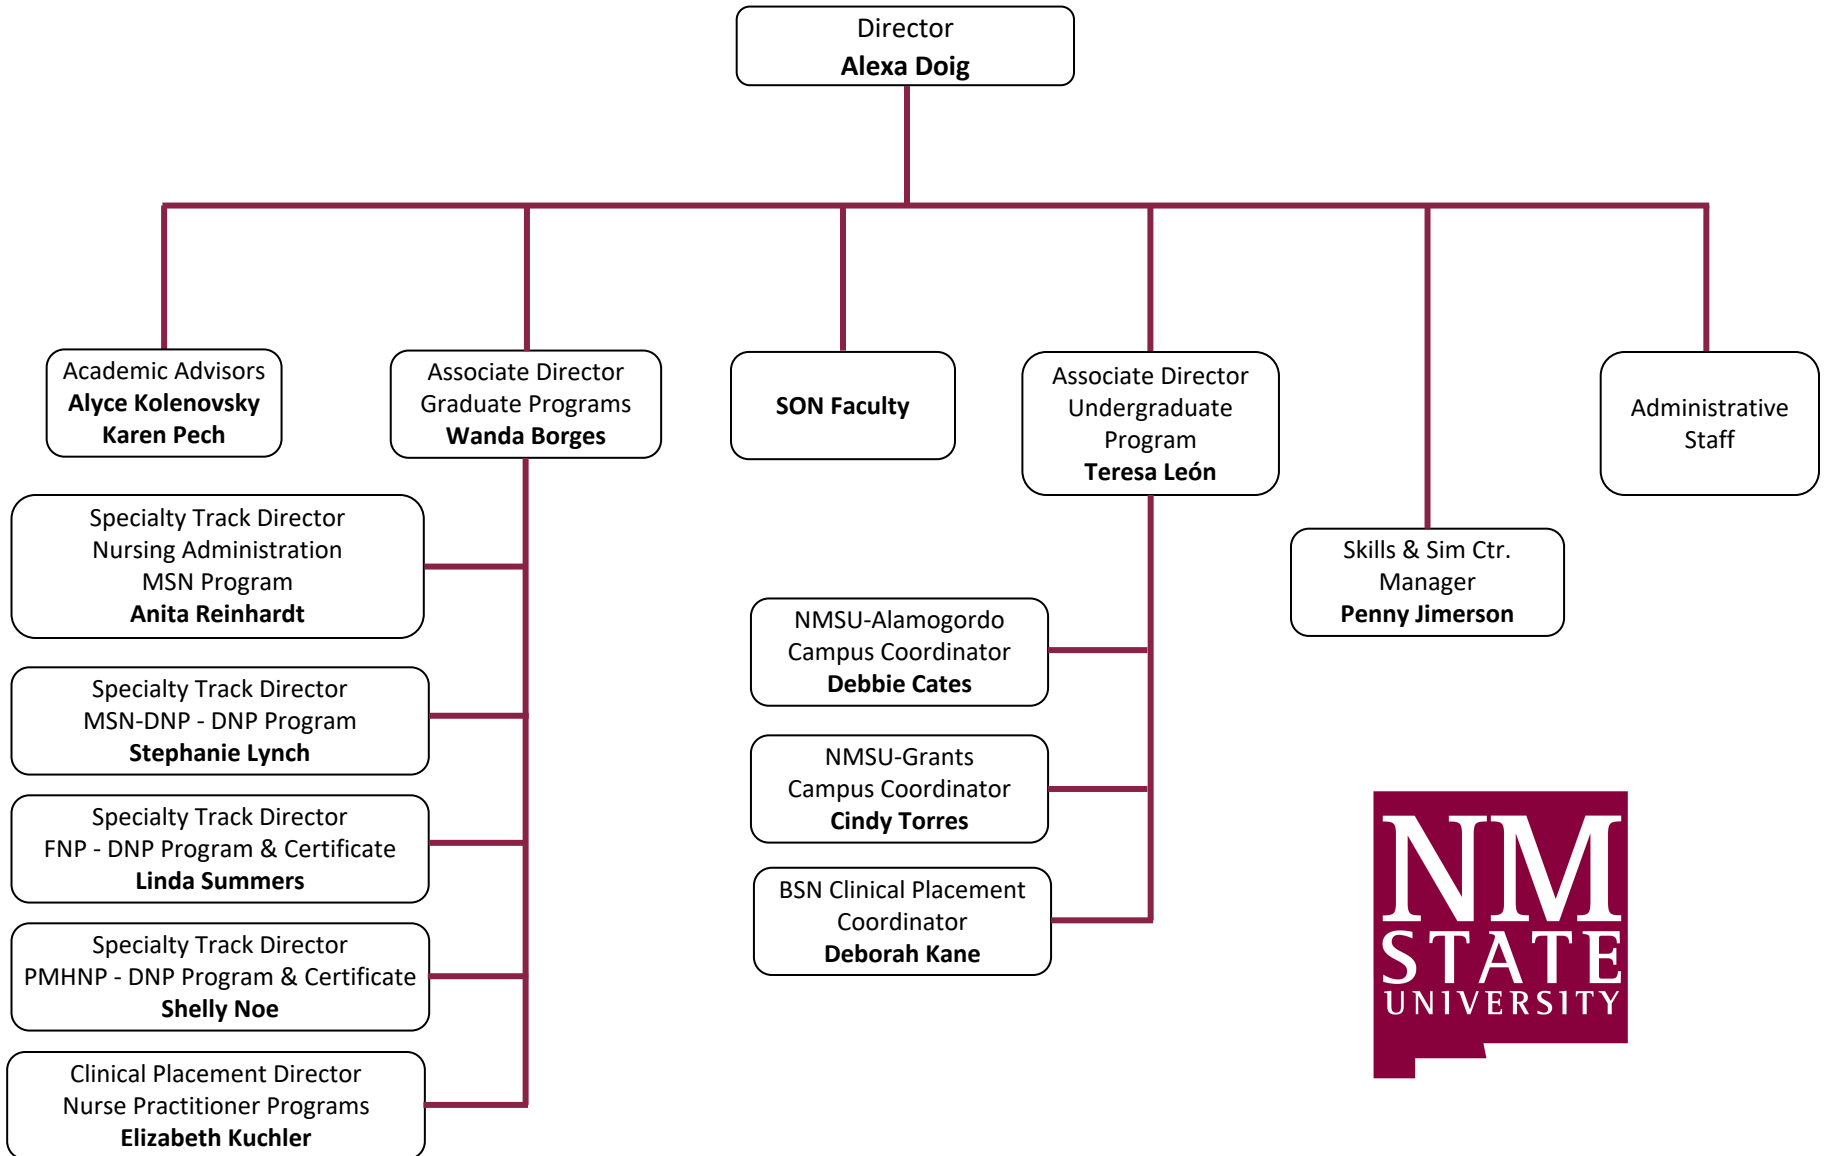 Director
Alexa Doig
Academic Advisors
Alyce Kolenovsky
Karen Pech
Associate Director
Graduate Programs
Wanda Borges
SON Faculty
Associate Director
Undergraduate
Program
Teresa León
Administrative
Staff
Specialty Track Director
Nursing Administration
MSN Program
Anita Reinhardt
Skills & Sim Ctr.
Manager
Penny Jimerson
Specialty Track Director
MSN-DNP - DNP Program
Stephanie Lynch
NMSU-Alamogordo
Campus Coordinator
Debbie Cates
Specialty Track Director
FNP - DNP Program & Certificate
Linda Summers
NMSU-Grants
Campus Coordinator
Cindy Torres
Specialty Track Director
PMHNP - DNP Program & Certificate
Shelly Noe
BSN Clinical Placement
Coordinator
Deborah Kane
Clinical Placement Director
Nurse Practitioner Programs
Elizabeth Kuchler
NM
STATE
UNIVERSITY